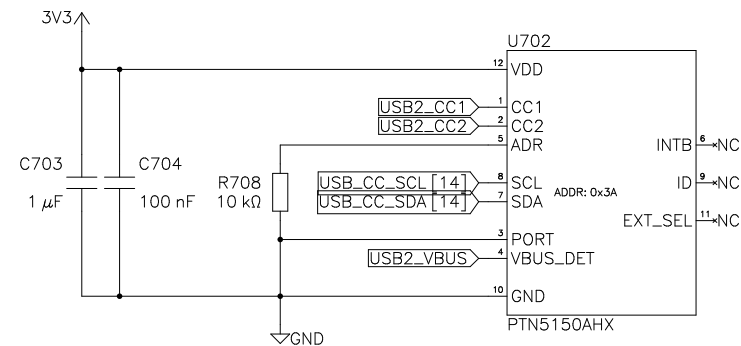 3V3
U702
12 VDD
USB2_CC1 1 CC1
USB2_CC2 2 CC2
5 ADR
INTB 6 NC
C703
1 µF
C704
100 nF
R708
10 kΩ
USB_CC_SCL [14] 8 SCL
USB_CC_SDA [14] 7 SDA
ADDR: 0x3A
ID 9 NC
EXT_SEL 11 NC
3 PORT
USB2_VBUS 4 VBUS_DET
10 GND
PTN5150AHX
GND